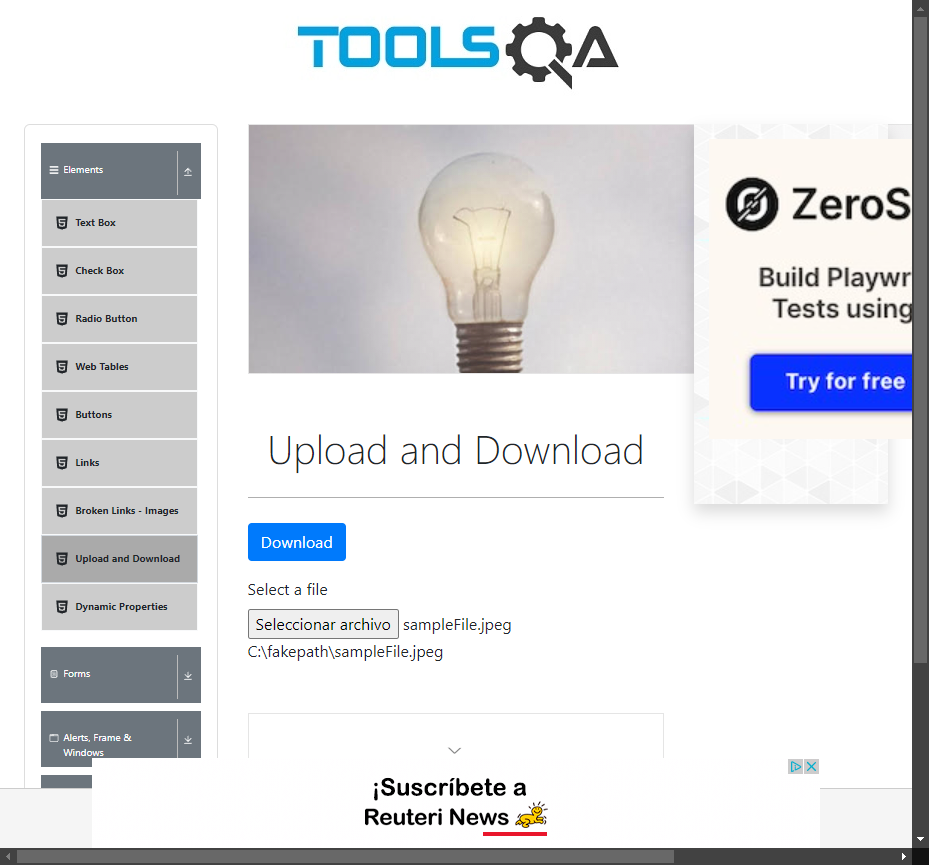 TOOLSQA
Elements
Text Box
Check Box
Radio Button
Web Tables
Buttons
Links
Broken Links - Images
Upload and Download
Dynamic Properties
Forms
Alerts, Frame &
Windows
Upload and Download
Download
Select a file
Seleccionar archivo sampleFile.jpeg
C:\fakepath\sampleFile.jpeg
ZeroS
Build Playwr
Tests using
Try for free
¡Suscríbete a
Reuteri News